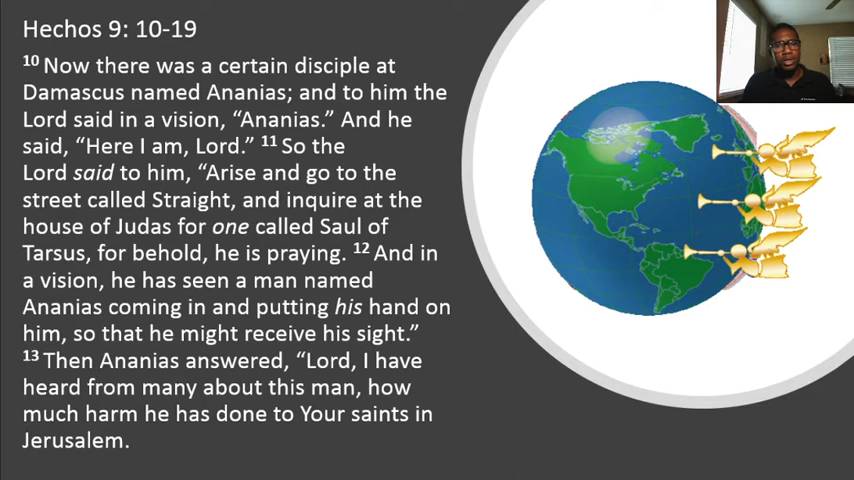 Hechos 9: 10-19
10 Now there was a certain disciple at
Damascus named Ananias; and to him the
Lord said in a vision, “Ananias.” And he
said, “Here I am, Lord.” 11 So the
Lord said to him, “Arise and go to the
street called Straight, and inquire at the
house of Judas for one called Saul of
Tarsus, for behold, he is praying. 12 And in
a vision, he has seen a man named
Ananias coming in and putting his hand on
him, so that he might receive his sight.”
13 Then Ananias answered, “Lord, I have
heard from many about this man, how
much harm he has done to Your saints in
Jerusalem.